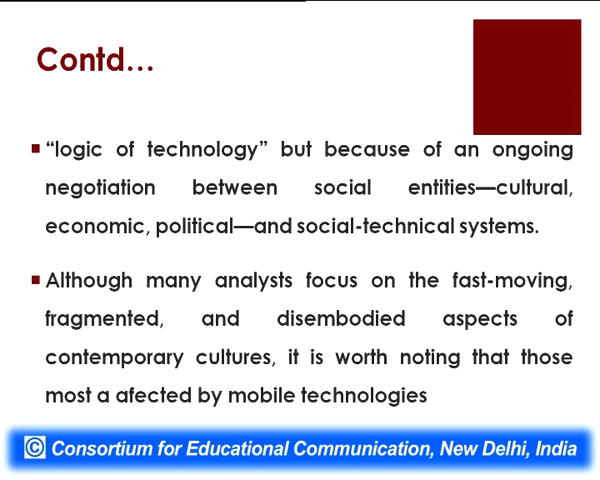 Contd...
“logic of technology” but because of an ongoing
negotiation between social entities—cultural,
economic, political—and social-technical systems.
Although many analysts focus on the fast-moving,
fragmented, and disembodied aspects of
contemporary cultures, it is worth noting that those
most a afected by mobile technologies
© Consortium for Educational Communication, New Delhi, India